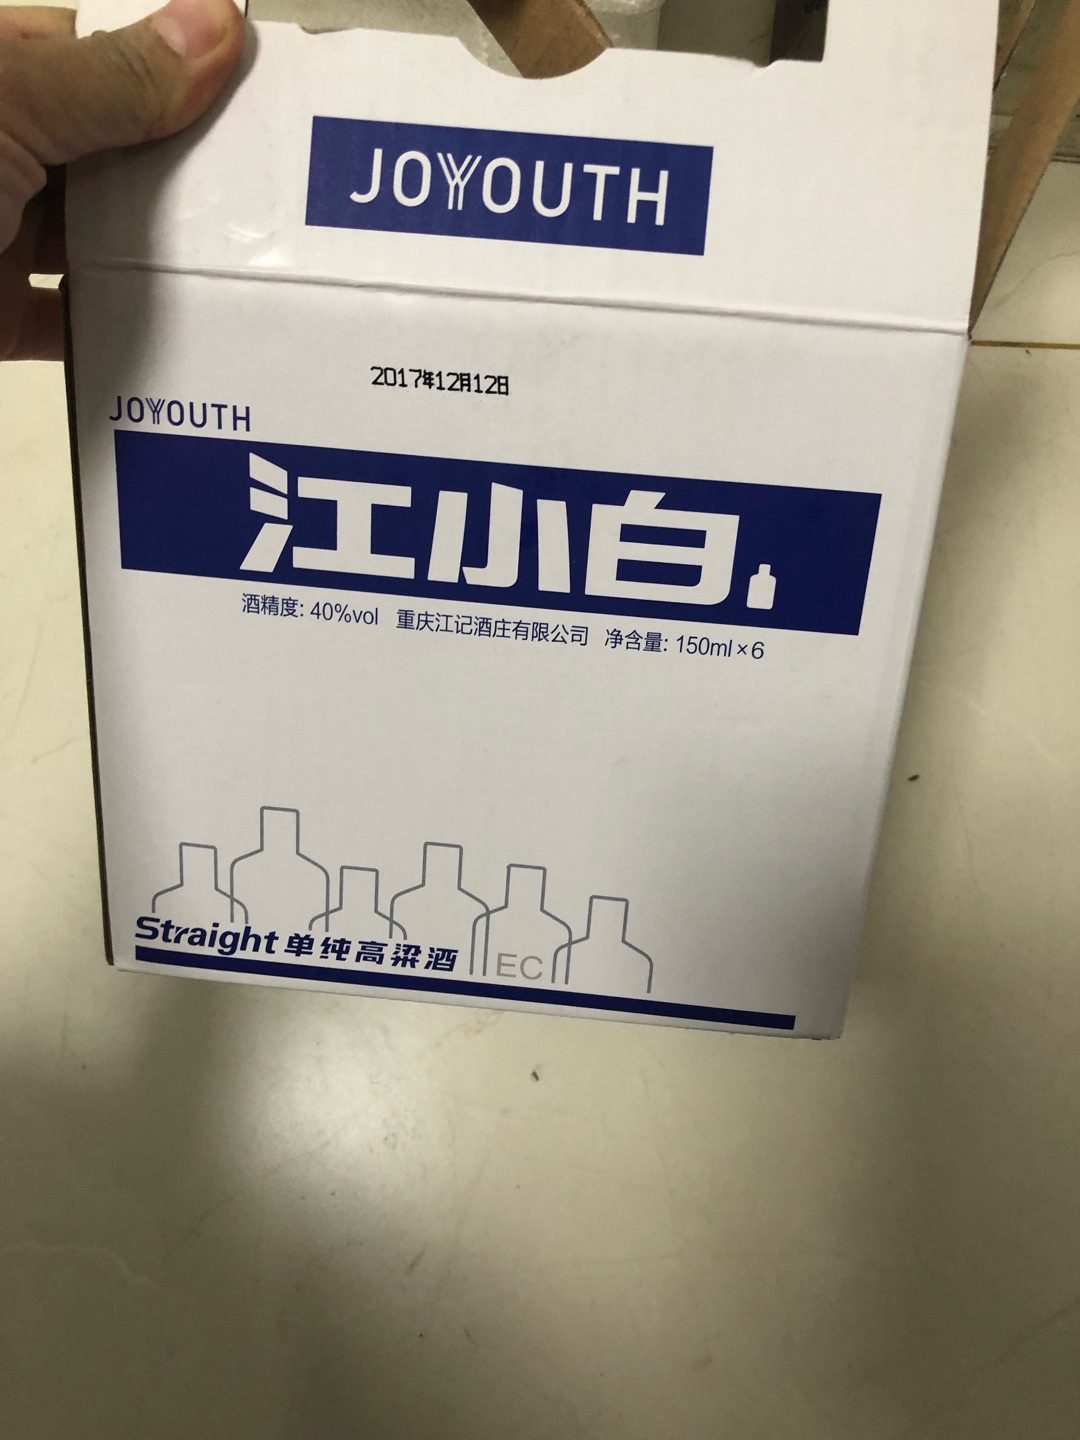 JOYOUTH
2017年12月12日
JOYOUTH
江小白
酒精度: 40%vol 重庆江记酒庄有限公司 净含量: 150ml×6
Straight 单纯高粱酒
EC